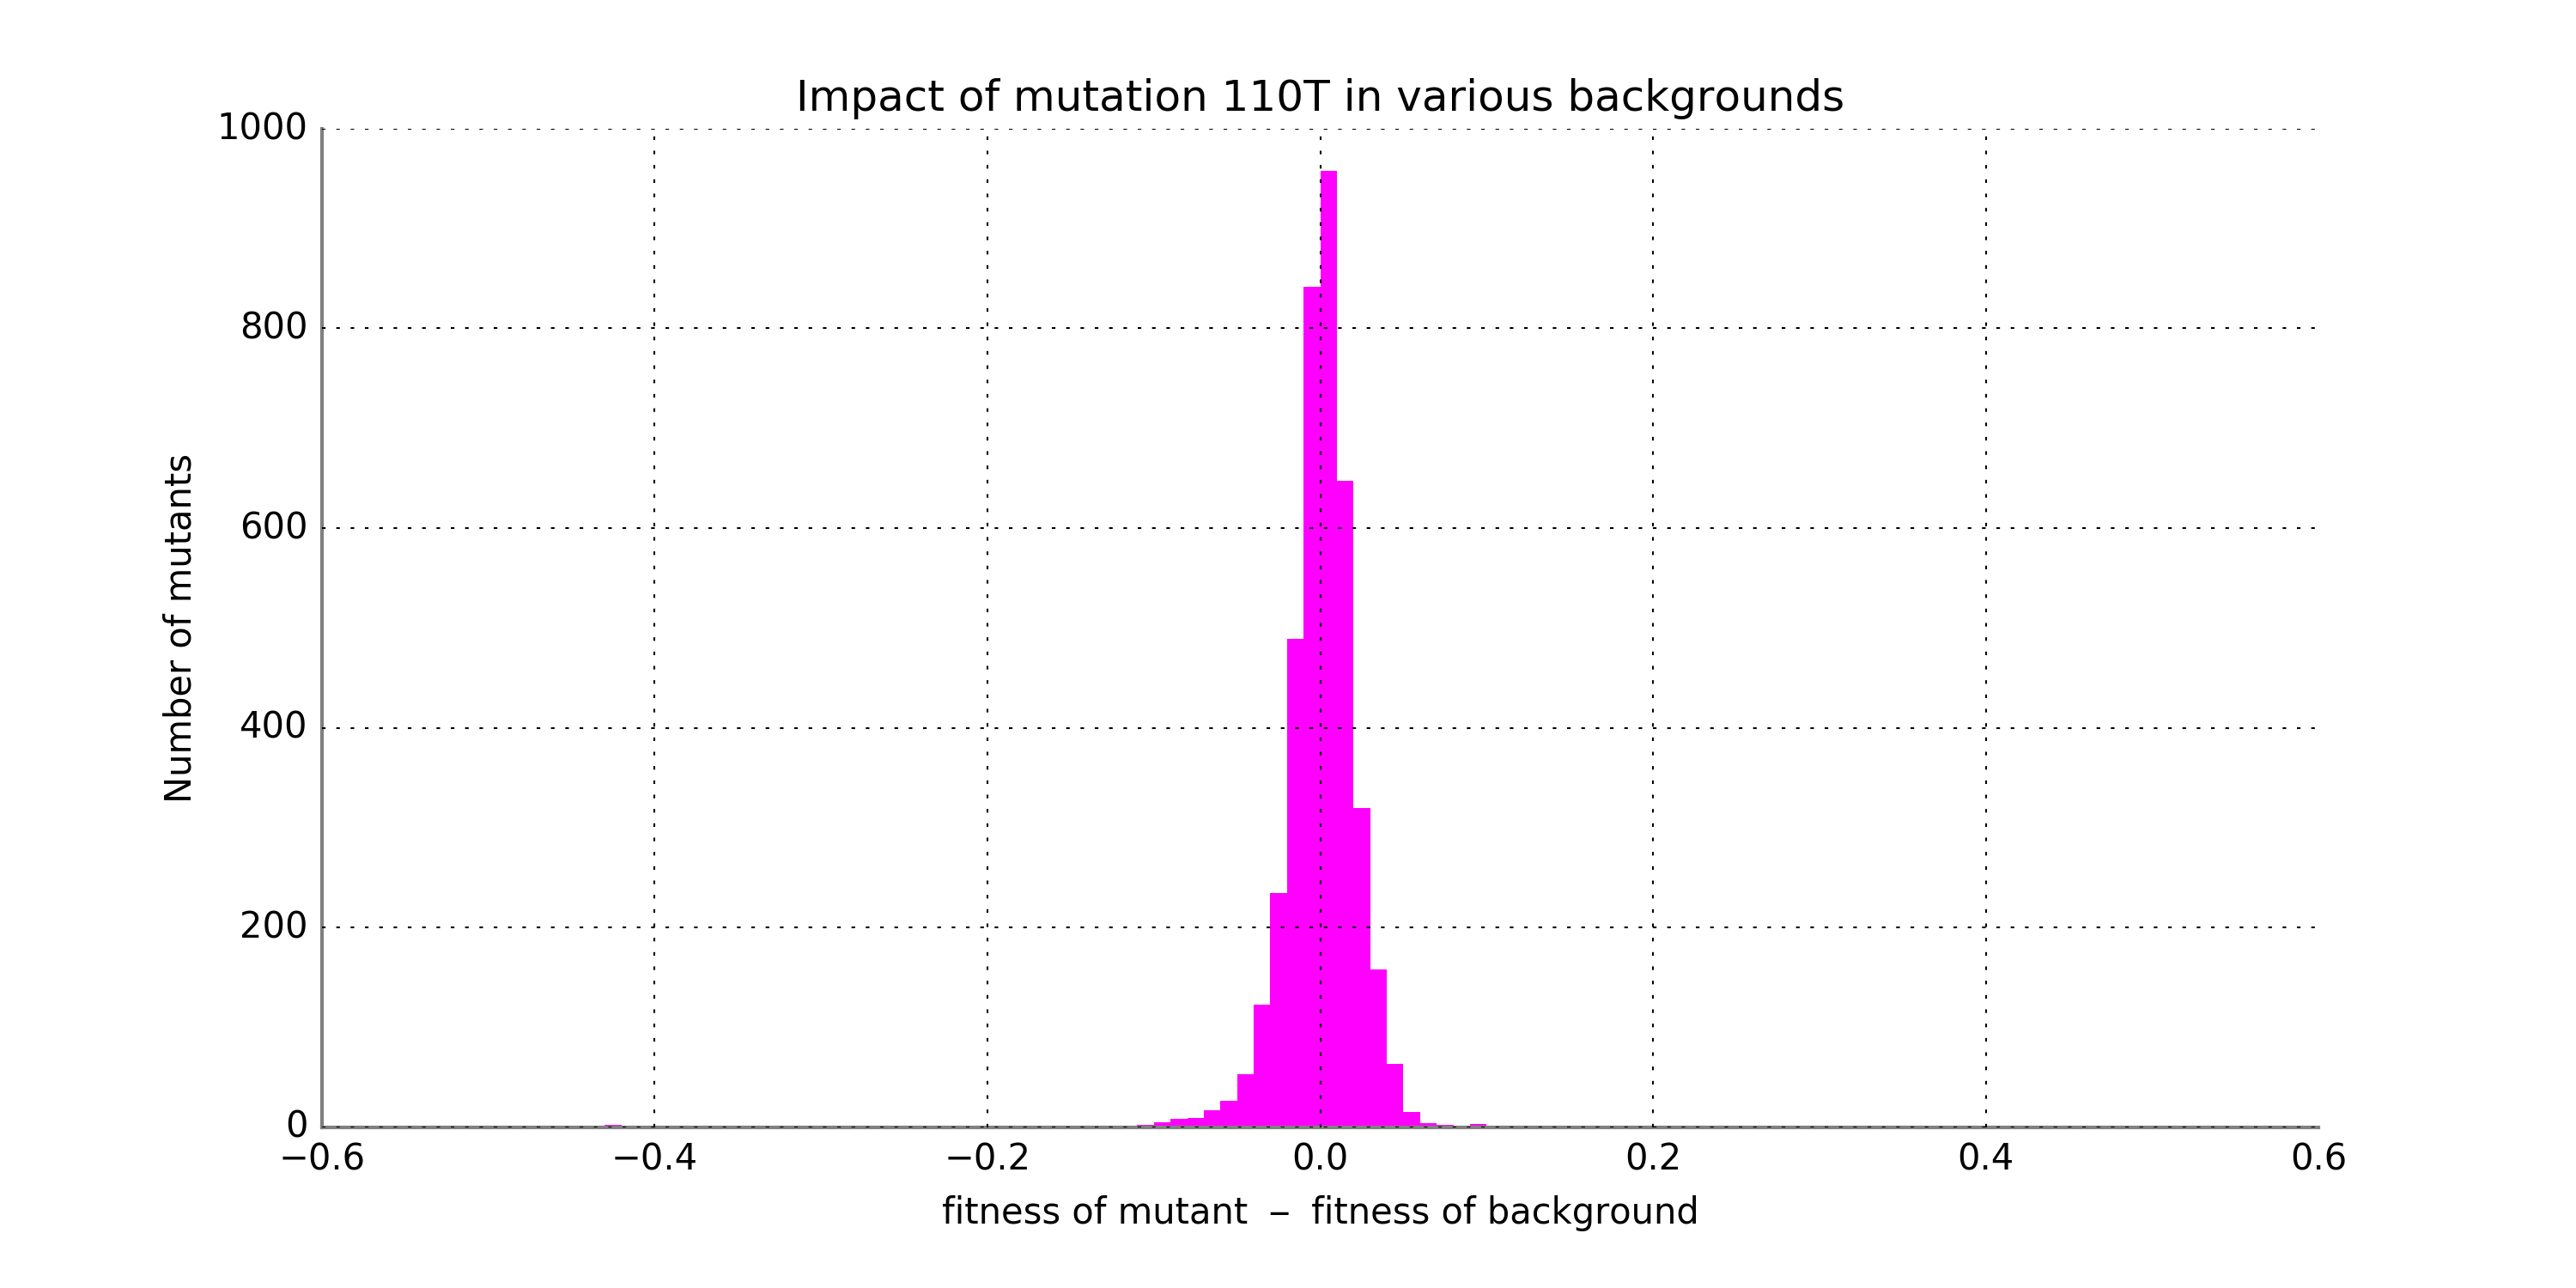 Impact of mutation 110T in various backgrounds
1000
800
600
400
200
0
Number of mutants
−0.6 −0.4 −0.2 0.0 0.2 0.4 0.6
fitness of mutant − fitness of background